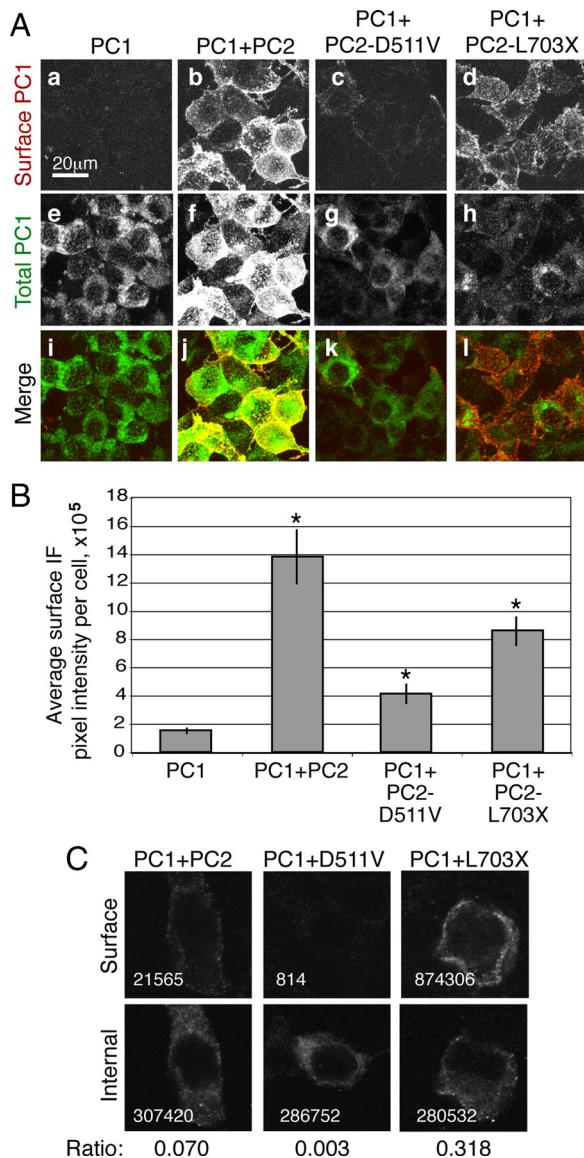 A
PC1
PC1+PC2
PC1+
PC2-D511V
PC1+
PC2-L703X
Surface PC1
a
b
c
d
20μm
Total PC1
e
f
g
h
Merge
i
j
k
l
B
Average surface IF
pixel intensity per cell, x10⁵
18
16
14
12
10
8
6
4
2
0
*
*
*
PC1
PC1+PC2
PC1+
PC2-
D511V
PC1+
PC2-
L703X
C
PC1+PC2
PC1+D511V
PC1+L703X
Surface
21565
814
874306
Internal
307420
286752
280532
Ratio: 0.070 0.003 0.318